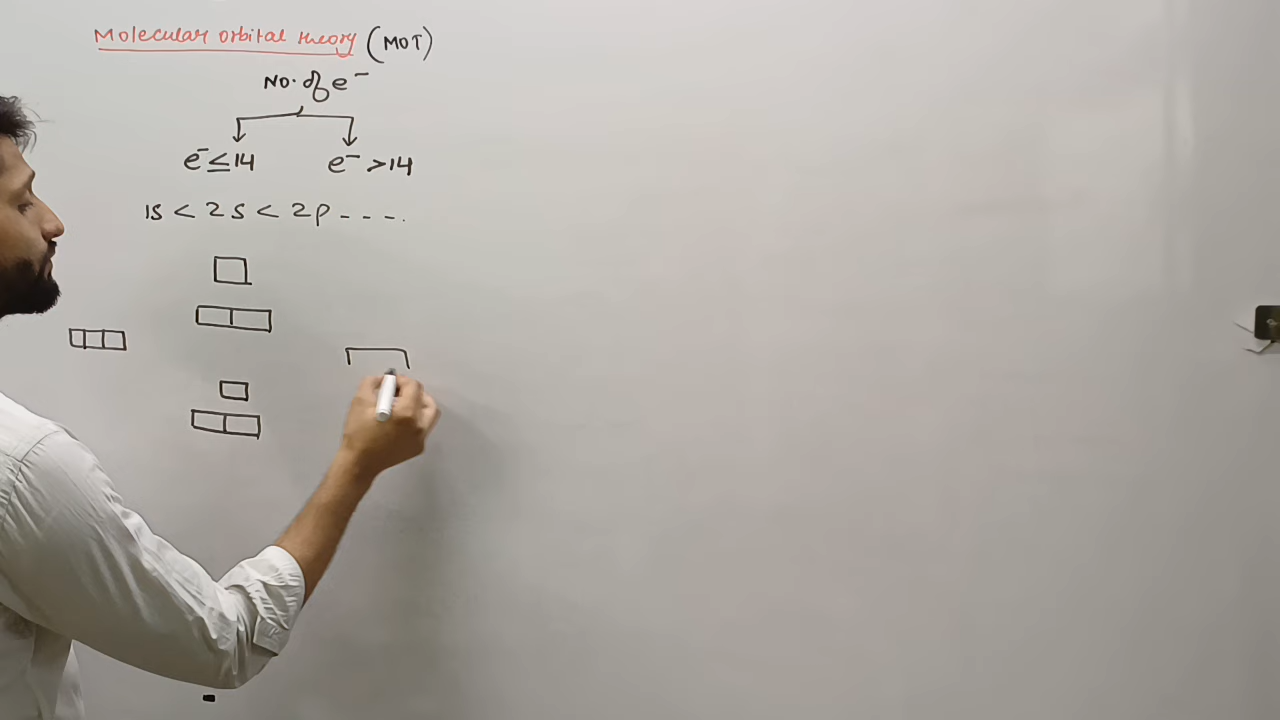 Molecular orbital theory (MOT)
No. of e⁻
e⁻ ≤ 14 e⁻ > 14
1s < 2s < 2p - - - .